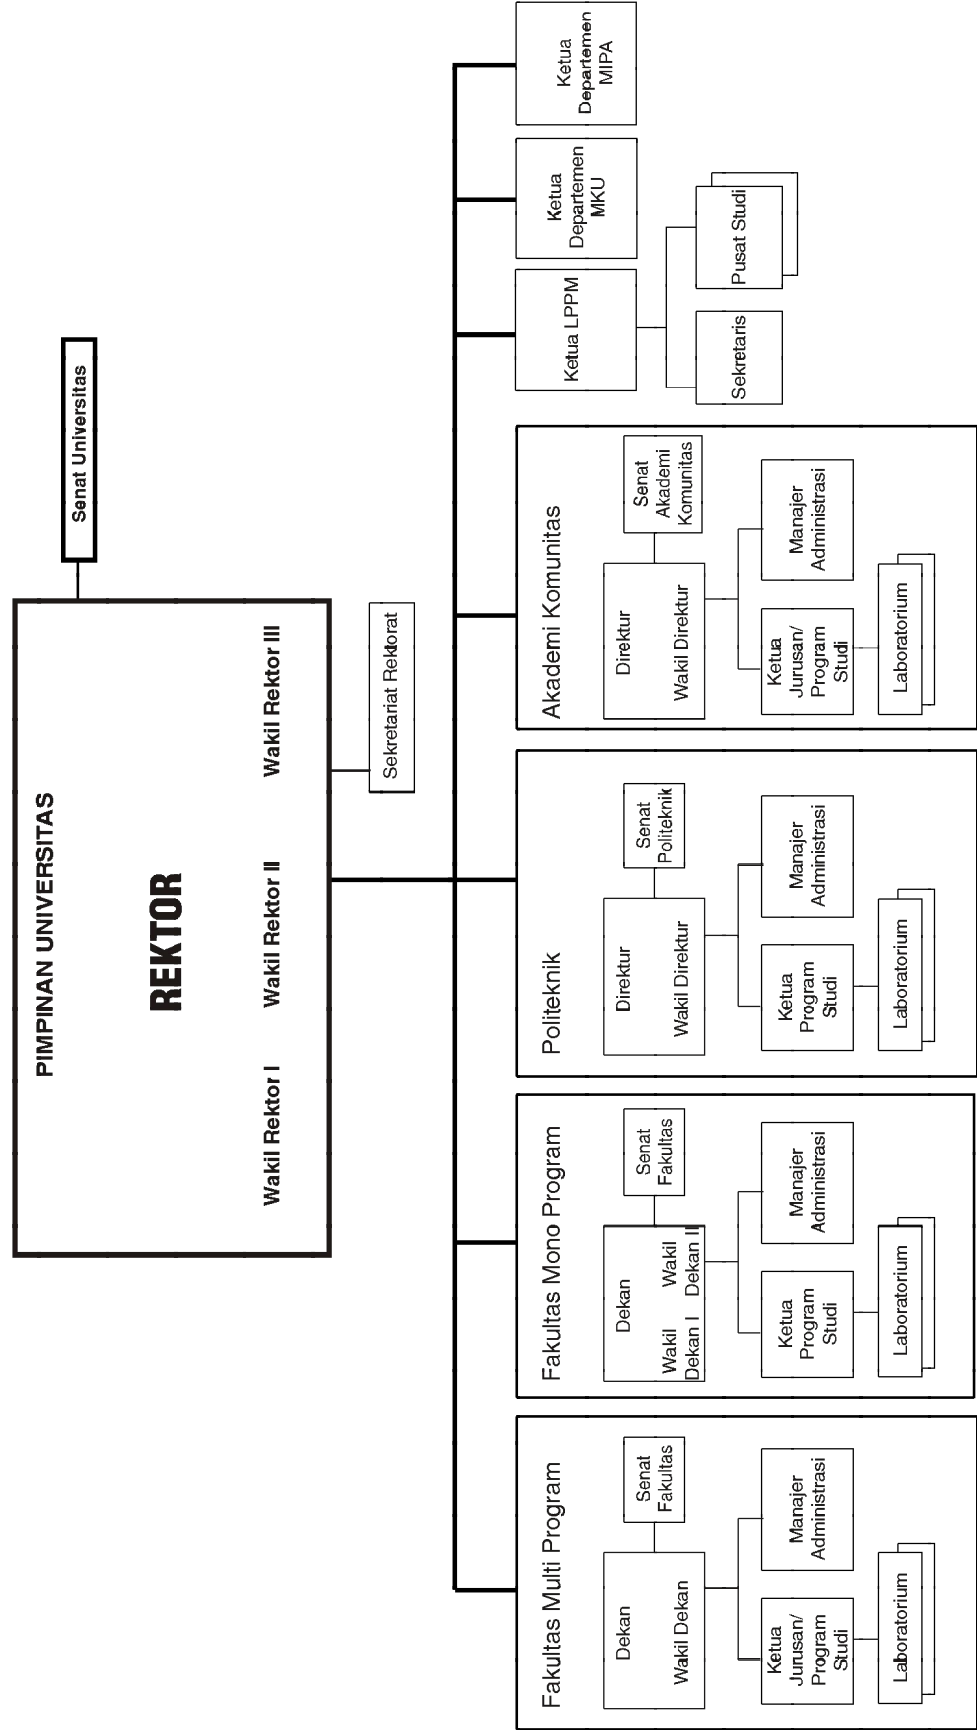 PIMPINAN UNIVERSITAS
REKTOR
Wakil Rektor I
Wakil Rektor II
Wakil Rektor III
Senat Universitas
Sekretariat Rektorat
Fakultas Multi Program
Dekan
Wakil Dekan
Senat
Fakultas
Ketua
Jurusan/
Program
Studi
Manajer
Administrasi
Laboratorium
Fakultas Mono Program
Dekan
Wakil
Dekan I
Wakil
Dekan II
Senat
Fakultas
Ketua
Program
Studi
Manajer
Administrasi
Laboratorium
Politeknik
Direktur
Wakil Direktur
Senat
Politeknik
Ketua
Program
Studi
Manajer
Administrasi
Laboratorium
Akademi Komunitas
Direktur
Wakil Direktur
Senat
Akademi
Komunitas
Ketua
Jurusan/
Program
Studi
Manajer
Administrasi
Laboratorium
Ketua LPPM
Sekretaris
Pusat Studi
Ketua
Departemen
MKU
Ketua
Departemen
MIPA